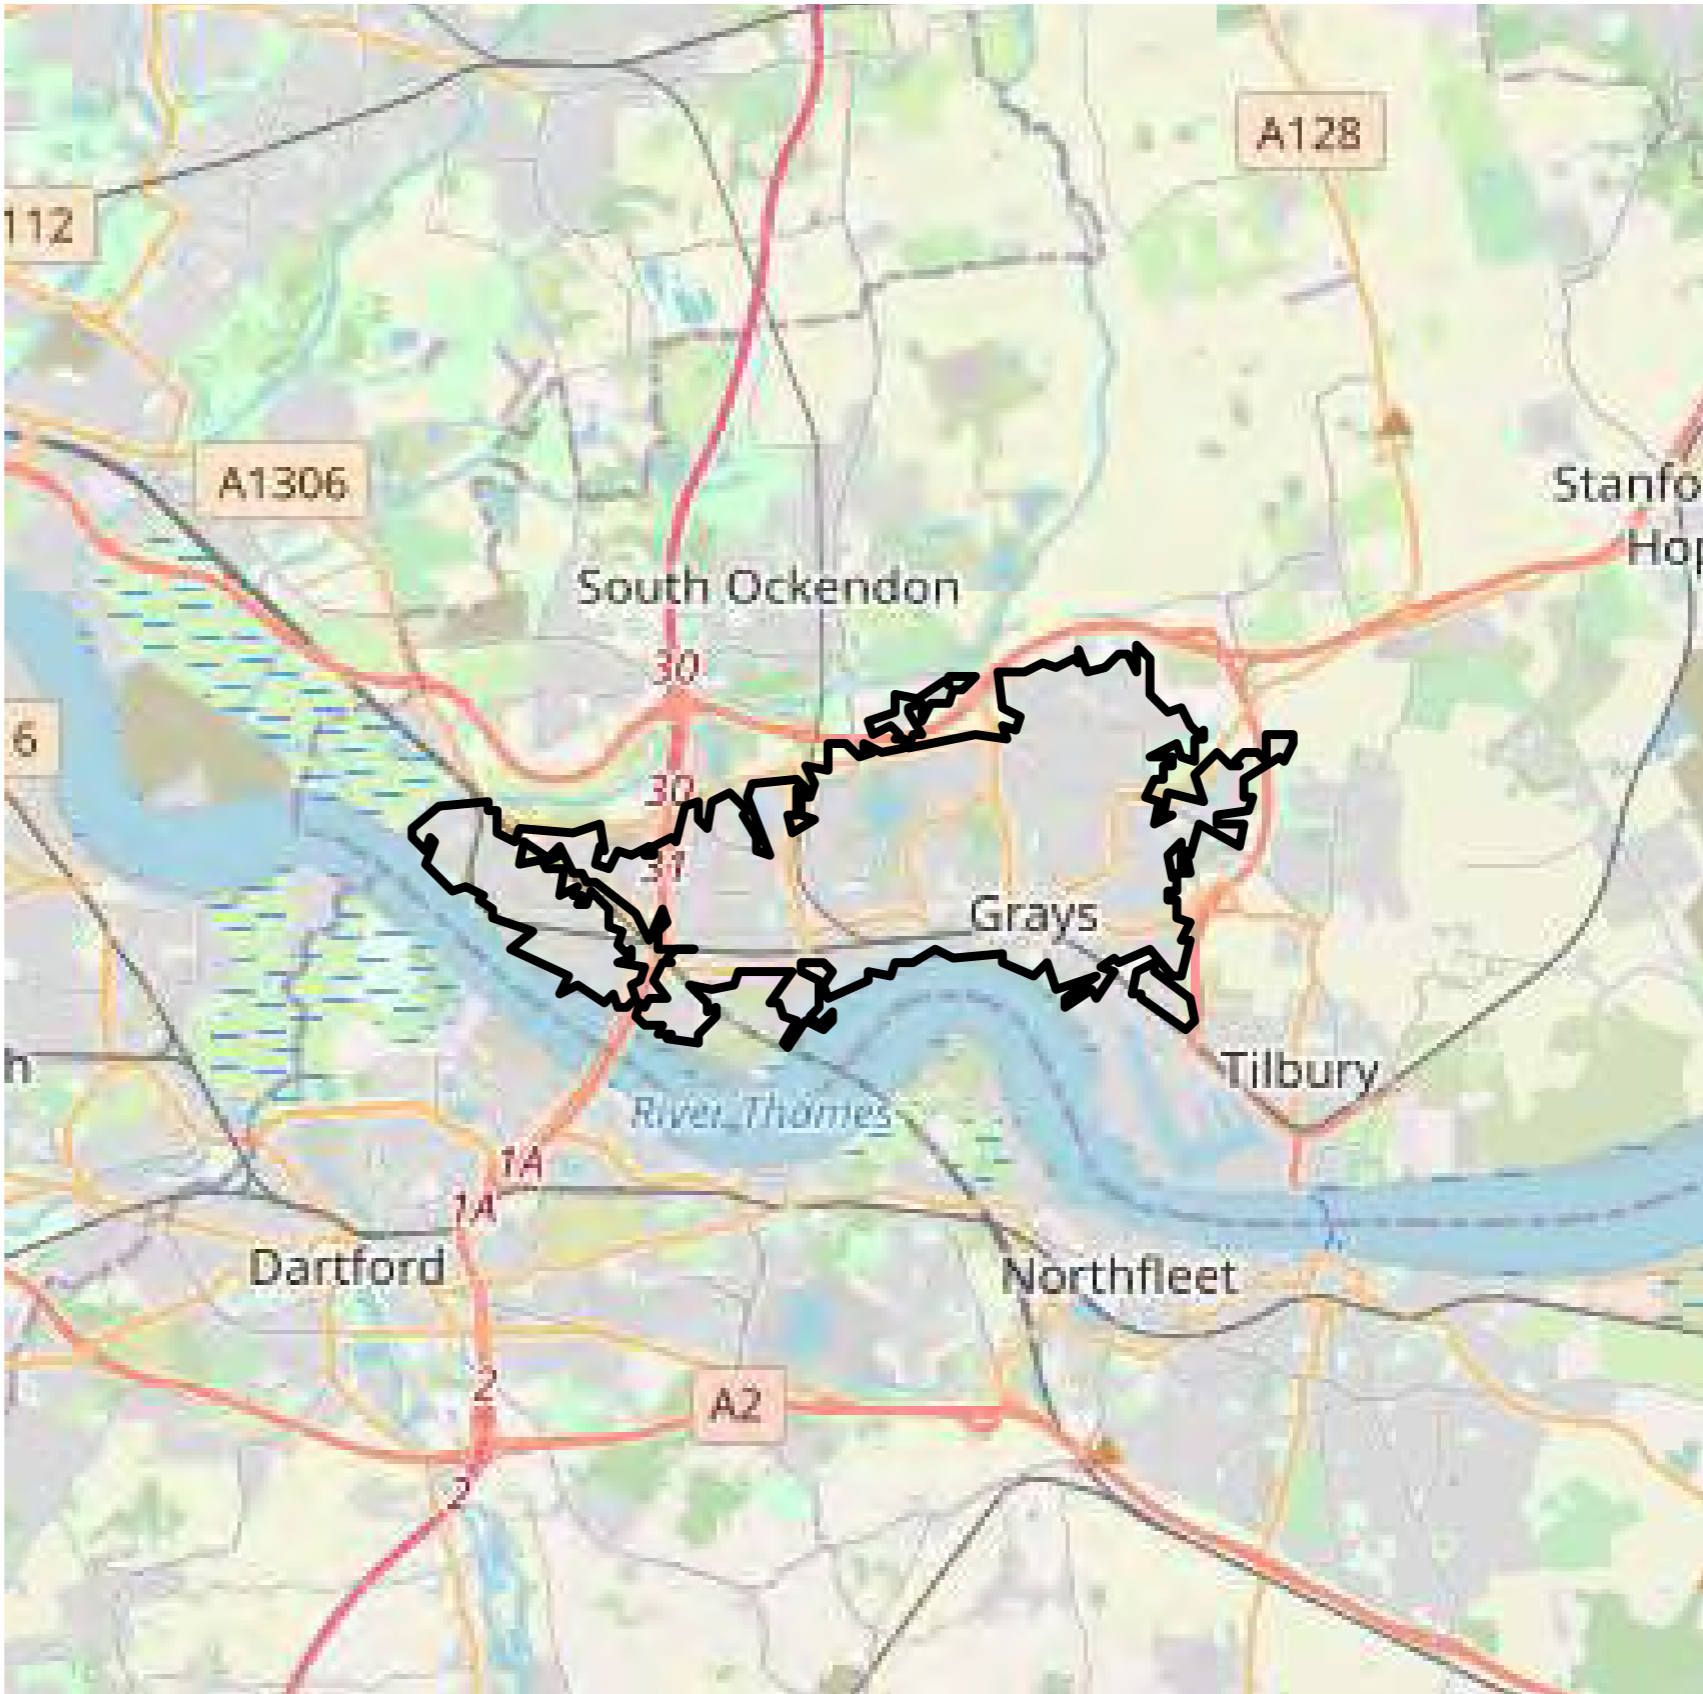 A128
112
A1306
Stanfo
Hop
South Ockendon
30
6
30
31
Grays
h
Tilbury
River Thames
1A
1A
Dartford
Northfleet
2
A2
2